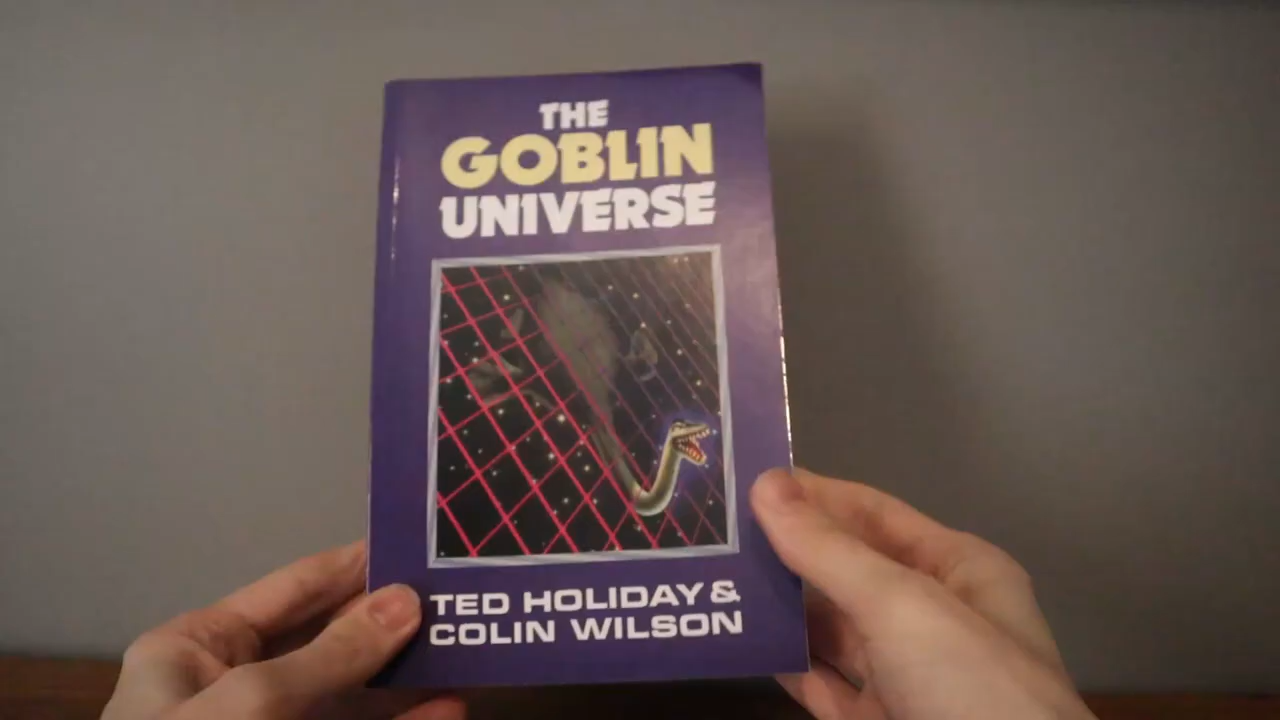 THE
GOBLIN
UNIVERSE
TED HOLIDAY &
COLIN WILSON